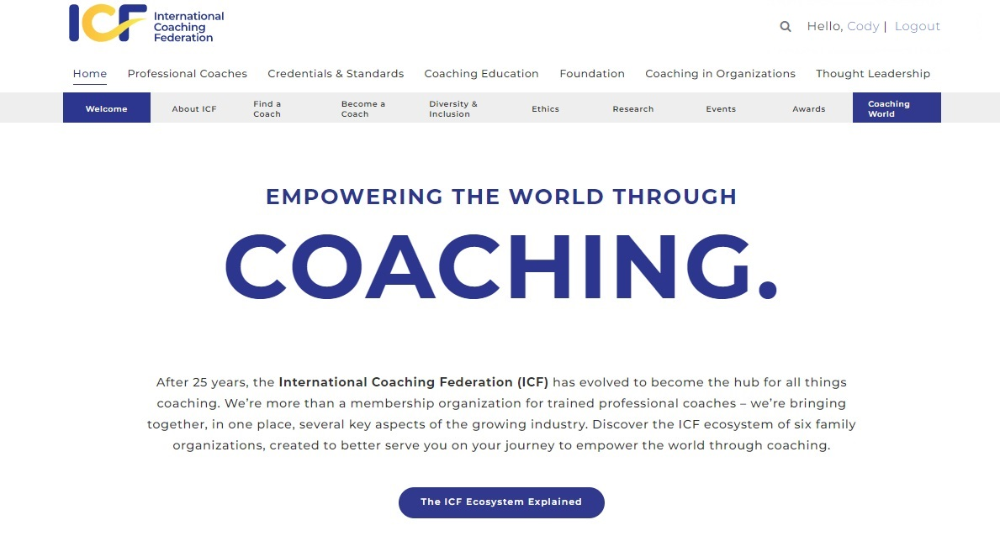 ICF International
Coaching
Federation
Hello, Cody | Logout
Home Professional Coaches Credentials & Standards Coaching Education Foundation Coaching in Organizations Thought Leadership
Welcome About ICF Find a Coach Become a Coach Diversity & Inclusion Ethics Research Events Awards Coaching World
EMPOWERING THE WORLD THROUGH
COACHING.
After 25 years, the International Coaching Federation (ICF) has evolved to become the hub for all things
coaching. We’re more than a membership organization for trained professional coaches – we’re bringing
together, in one place, several key aspects of the growing industry. Discover the ICF ecosystem of six family
organizations, created to better serve you on your journey to empower the world through coaching.
The ICF Ecosystem Explained